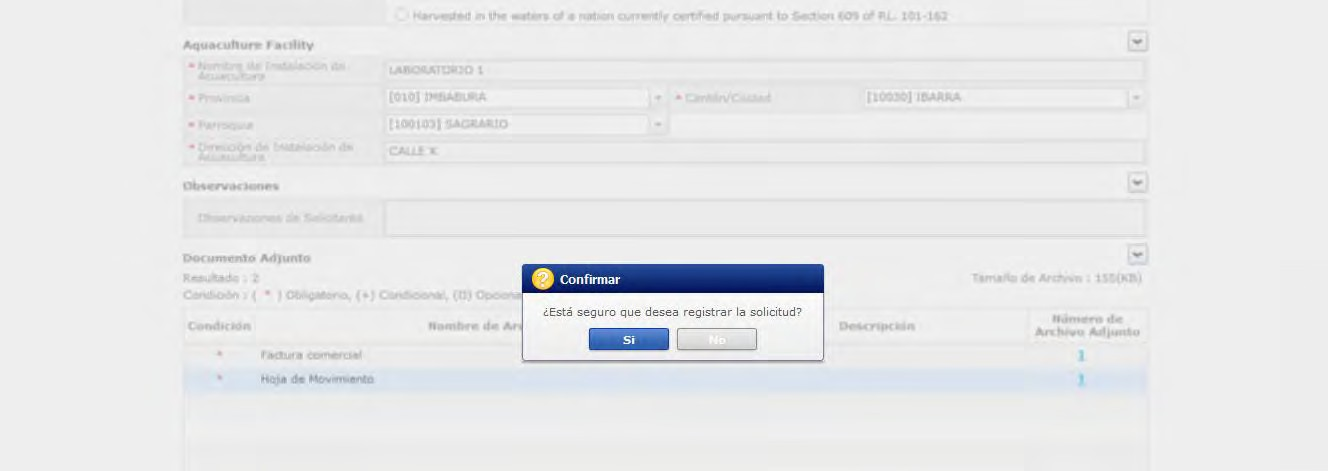 Harvested in the waters of a nation currently certified pursuant to Section 609 of P.L. 101-162
Aquaculture Facility
* Nombre de Instalación de Acuacultura
LABORATORIO 1
* Provincia
[010] IMBABURA
* Cantón/Ciudad
[10030] IBARRA
* Parroquia
[100103] SAGRARIO
* Dirección de Instalación de Acuacultura
CALLE X
Observaciones
Observaciones de Solicitante
Documento Adjunto
Resultado : 2
Tamaño de Archivo : 155(KB)
Condición : ( * ) Obligatorio, (+) Condicional, (O)
Confirmar
¿Está seguro que desea registrar la solicitud?
Si
No
Condición
Nombre de
Descripción
Número de Archivo Adjunto
* Factura comercial 1
* Hoja de Movimiento 1